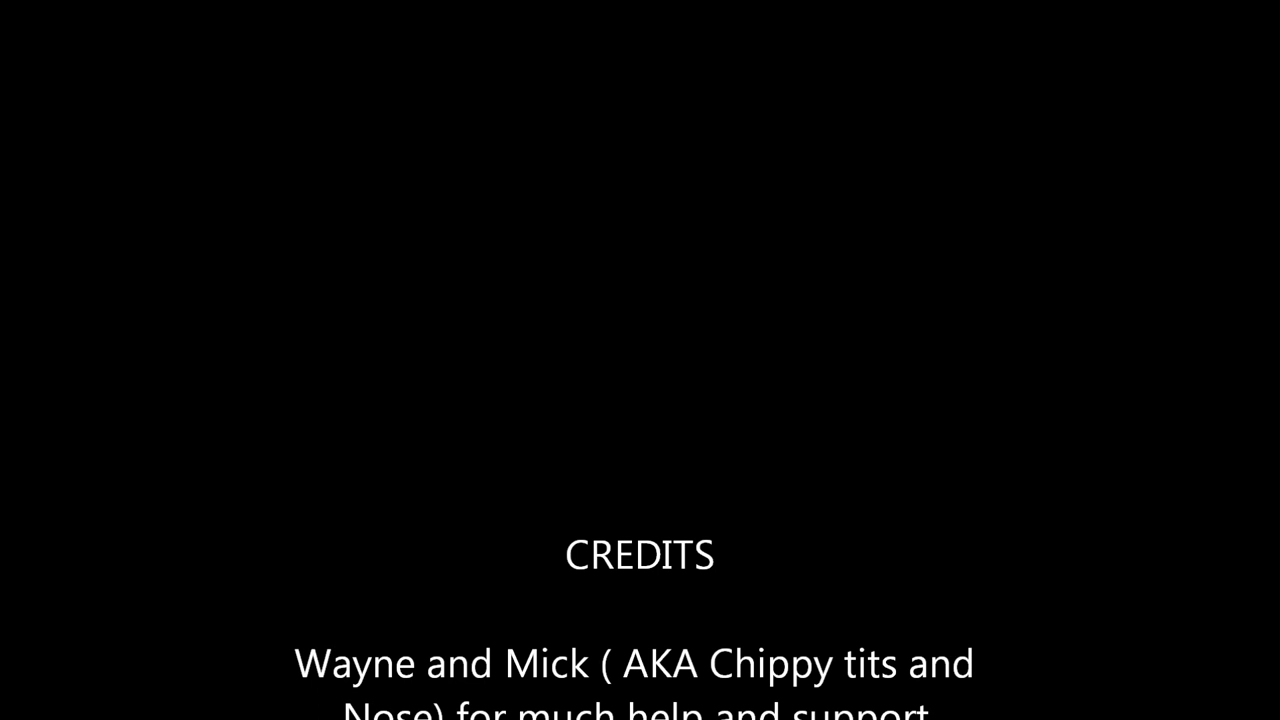 CREDITS
Wayne and Mick ( AKA Chippy tits and
Nose) for much help and support